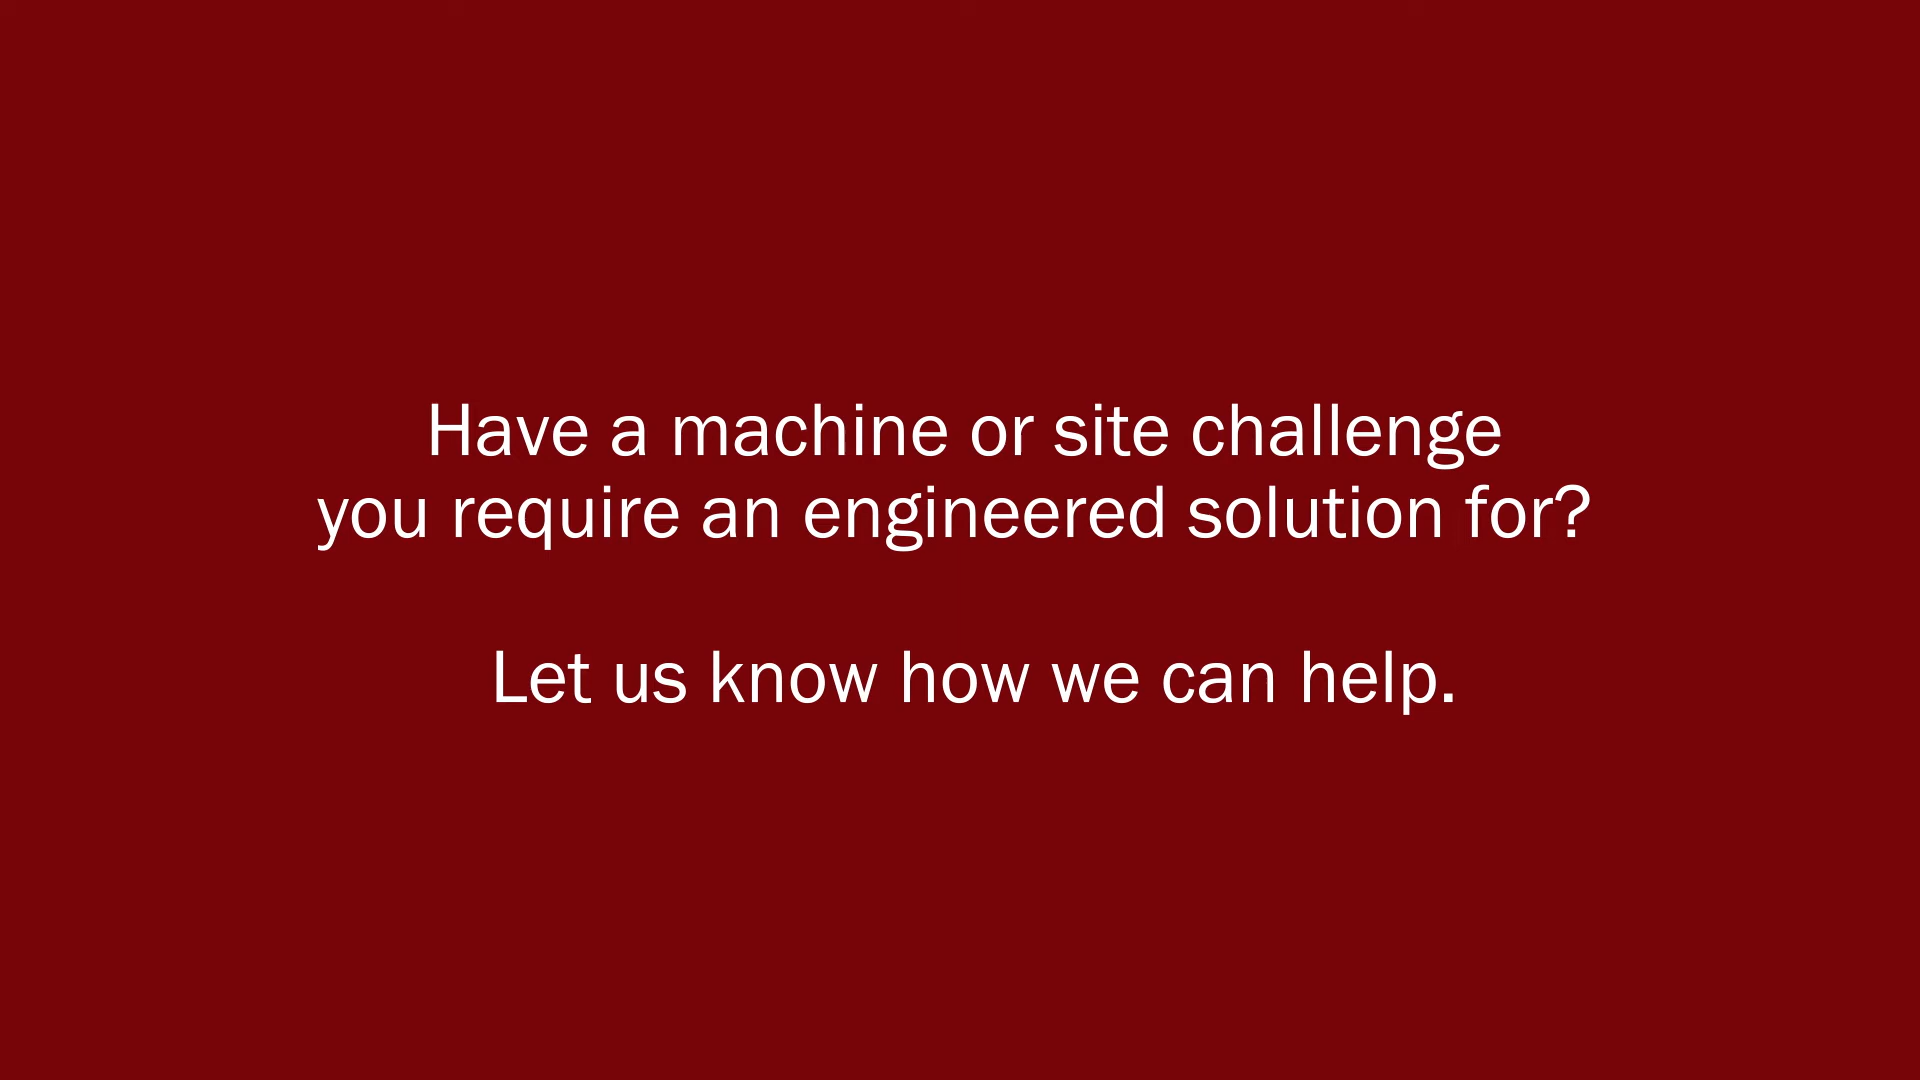 Have a machine or site challenge
you require an engineered solution for?
Let us know how we can help.